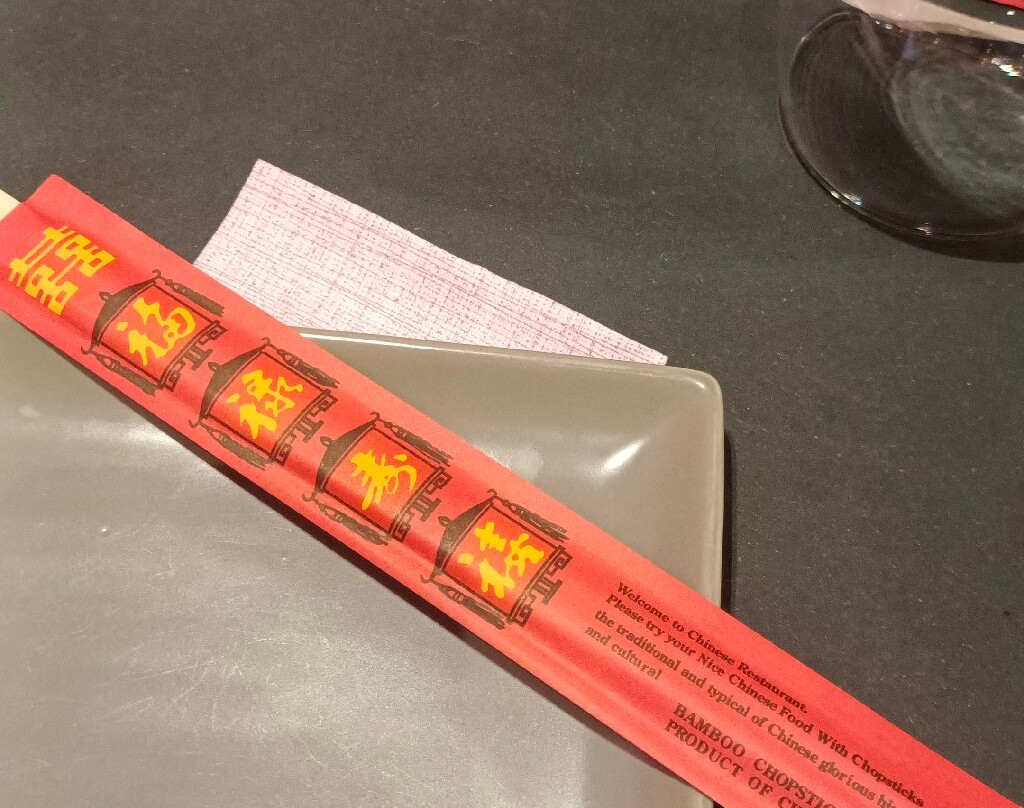 囍
福
祿
壽
禧
Welcome to Chinese Restaurant.
Please try your Nice Chinese Food With Chopsticks
the traditional and typical of Chinese glorious
and cultural
BAMBOO
PRODUCT OF